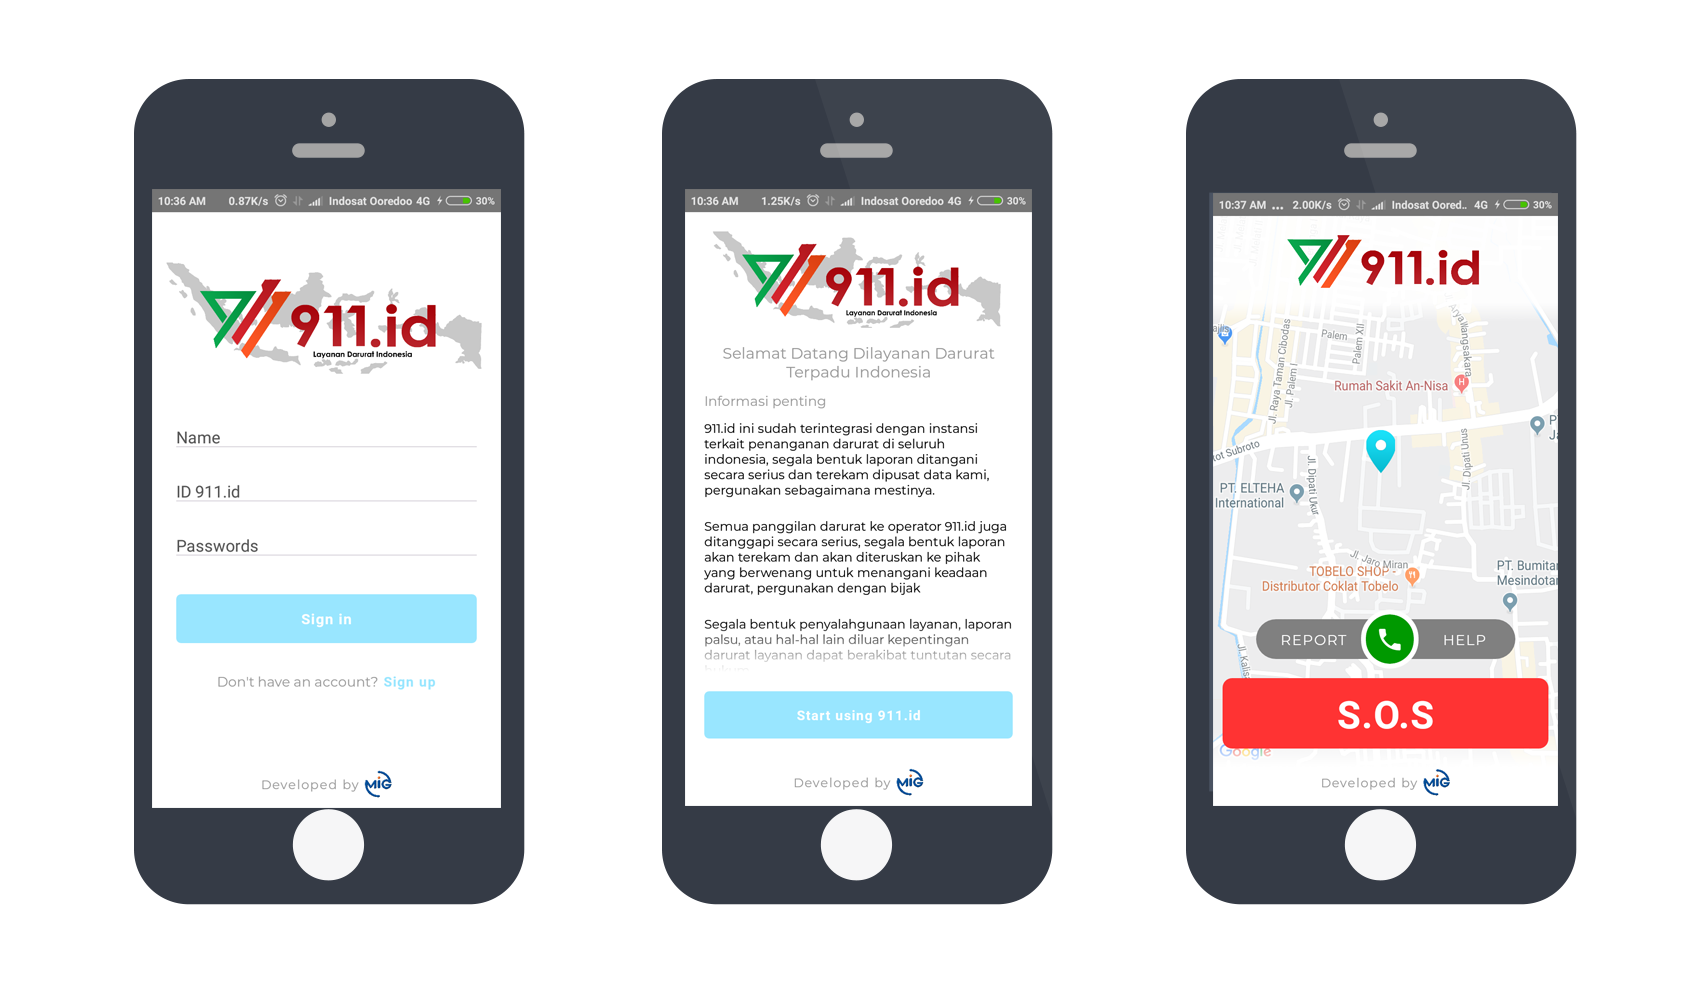 10:36 AM 0.87K/s Indosat Ooredoo 4G 30%
911.id
Layanan Darurat Indonesia
Name
ID 911.id
Passwords
Sign in
Don't have an account? Sign up
Developed by MiG
10:36 AM 1.25K/s Indosat Ooredoo 4G 30%
911.id
Layanan Darurat Indonesia
Selamat Datang Dilayanan Darurat
Terpadu Indonesia
Informasi penting
911.id ini sudah terintegrasi dengan instansi
terkait penanganan darurat di seluruh
indonesia, segala bentuk laporan ditangani
secara serius dan terekam dipusat data kami,
pergunakan sebagaimana mestinya.
Semua panggilan darurat ke operator 911.id juga
ditanggapi secara serius, segala bentuk laporan
akan terekam dan akan diteruskan ke pihak
yang berwenang untuk menangani keadaan
darurat, pergunakan dengan bijak
Segala bentuk penyalahgunaan layanan, laporan
palsu, atau hal-hal lain diluar kepentingan
darurat layanan dapat berakibat tuntutan secara
Start using 911.id
Developed by MiG
10:37 AM ... 2.00K/s Indosat Oored.. 4G 30%
911.id
Jl. Raya Taman Cibodas
Jl. Palem I
Palem
Palem XII
Rumah Sakit An-Nisa
H
tot Subroto
Jl. Dipati Unus
PT. ELTEHA
International
Jl. Dipati Ukur
Jl. Jaro Miran
TOBELO SHOP -
Distributor Coklat Tobelo
PT. Bumitar
Mesindotar
REPORT
HELP
S.O.S
Google
Developed by MiG